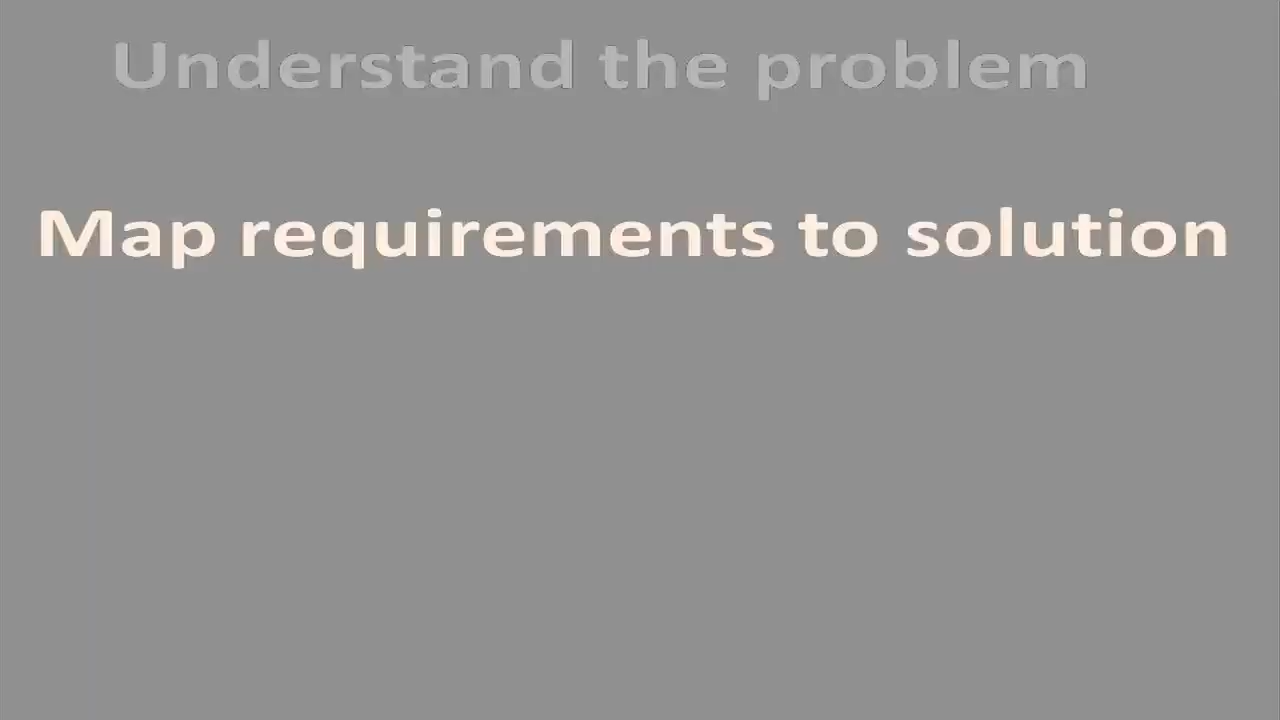 Understand the problem
Map requirements to solution